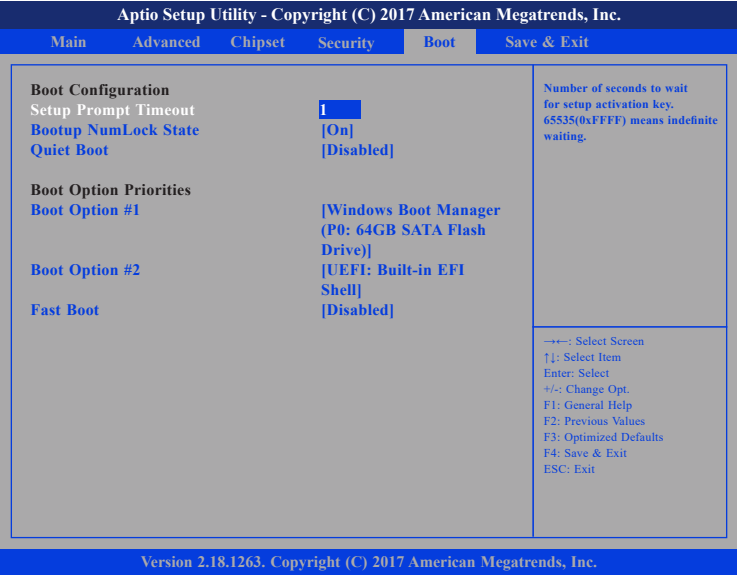 Aptio Setup Utility - Copyright (C) 2017 American Megatrends, Inc.
Main Advanced Chipset Security Boot Save & Exit
Boot Configuration
Setup Prompt Timeout 1
Bootup NumLock State [On]
Quiet Boot [Disabled]
Boot Option Priorities
Boot Option #1 [Windows Boot Manager
(P0: 64GB SATA Flash
Drive)]
Boot Option #2 [UEFI: Built-in EFI
Shell]
Fast Boot [Disabled]
Number of seconds to wait
for setup activation key.
65535(0xFFFF) means indefinite
waiting.
→←: Select Screen
↑↓: Select Item
Enter: Select
+/-: Change Opt.
F1: General Help
F2: Previous Values
F3: Optimized Defaults
F4: Save & Exit
ESC: Exit
Version 2.18.1263. Copyright (C) 2017 American Megatrends, Inc.